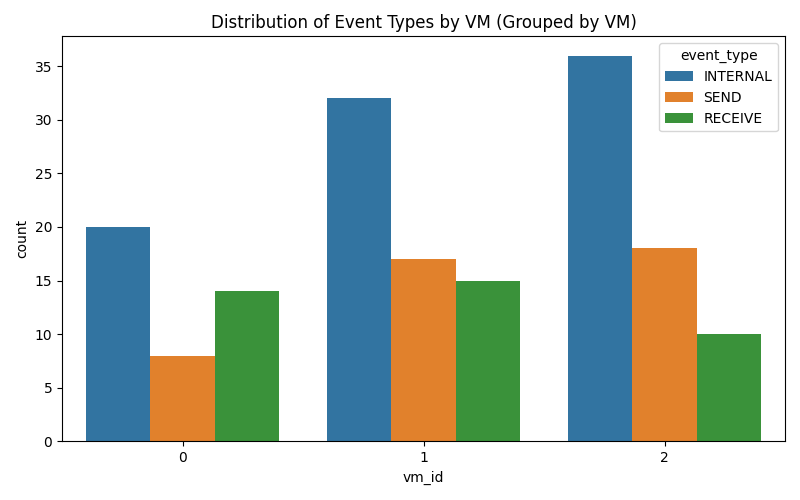 Distribution of Event Types by VM (Grouped by VM)
event_type
INTERNAL
SEND
RECEIVE
count
35
30
25
20
15
10
5
0
0 1 2
vm_id